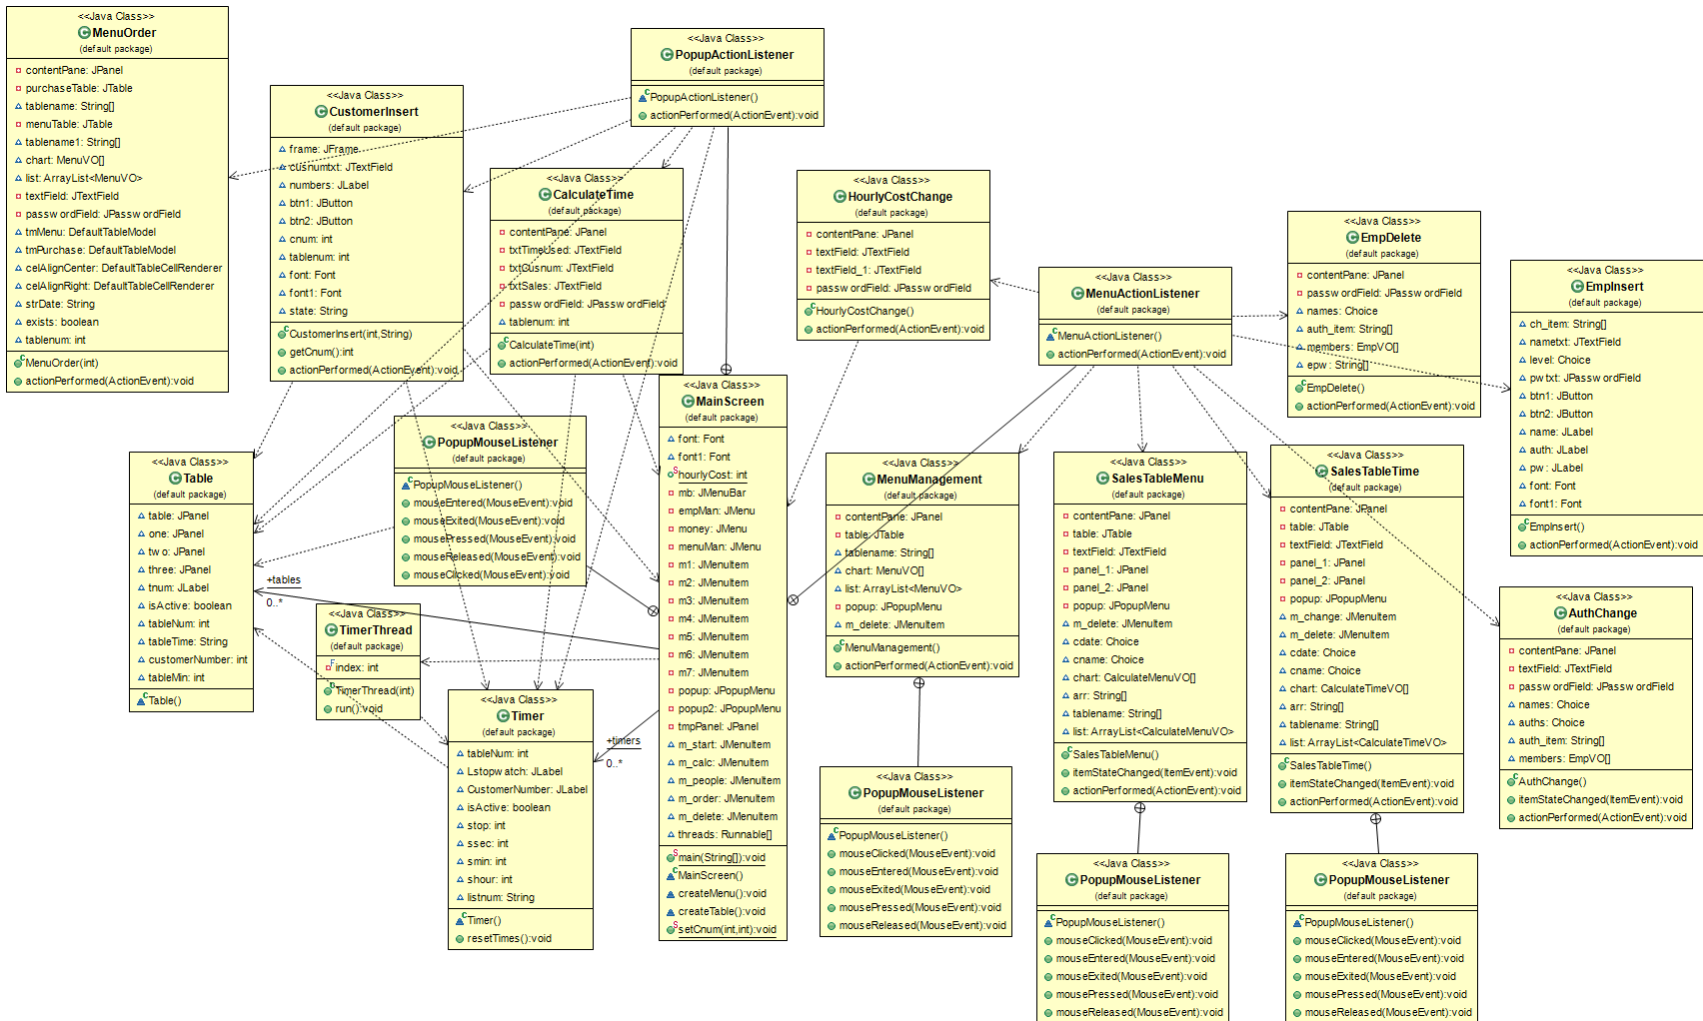 <<Java Class>>
MenuOrder
(default package)
contentPane: JPanel
purchaseTable: JTable
tablename: String[]
menuTable: JTable
tablename1: String[]
chart: MenuVO[]
list: ArrayList<MenuVO>
textField: JTextField
passwordField: JPasswordField
tmMenu: DefaultTableModel
tmPurchase: DefaultTableModel
celAlignCenter: DefaultTableCellRenderer
celAlignRight: DefaultTableCellRenderer
strDate: String
exists: boolean
tablenum: int
MenuOrder(int)
actionPerformed(ActionEvent):void
<<Java Class>>
CustomerInsert
(default package)
frame: JFrame
cusnumtxt: JTextField
numbers: JLabel
btn1: JButton
btn2: JButton
cnum: int
tablenum: int
font: Font
font1: Font
state: String
CustomerInsert(int,String)
getCnum():int
actionPerformed(ActionEvent):void
<<Java Class>>
PopupActionListener
(default package)
PopupActionListener()
actionPerformed(ActionEvent):void
<<Java Class>>
CalculateTime
(default package)
contentPane: JPanel
txtTimeUsed: JTextField
txtCusnum: JTextField
txtSales: JTextField
passwordField: JPasswordField
tablenum: int
CalculateTime(int)
actionPerformed(ActionEvent):void
<<Java Class>>
HourlyCostChange
(default package)
contentPane: JPanel
textField: JTextField
textField_1: JTextField
passwordField: JPasswordField
HourlyCostChange()
actionPerformed(ActionEvent):void
<<Java Class>>
MenuActionListener
(default package)
MenuActionListener()
actionPerformed(ActionEvent):void
<<Java Class>>
EmpDelete
(default package)
contentPane: JPanel
passwordField: JPasswordField
names: Choice
auth_item: String[]
members: EmpVO[]
epw: String[]
EmpDelete()
actionPerformed(ActionEvent):void
<<Java Class>>
EmpInsert
(default package)
ch_item: String[]
nametxt: JTextField
level: Choice
pwtxt: JPasswordField
btn1: JButton
btn2: JButton
name: JLabel
auth: JLabel
pw: JLabel
font: Font
font1: Font
EmpInsert()
actionPerformed(ActionEvent):void
<<Java Class>>
Table
(default package)
table: JPanel
one: JPanel
two: JPanel
three: JPanel
tnum: JLabel
isActive: boolean
tableNum: int
tableTime: String
customerNumber: int
tableMin: int
Table()
<<Java Class>>
PopupMouseListener
(default package)
PopupMouseListener()
mouseEntered(MouseEvent):void
mouseExited(MouseEvent):void
mousePressed(MouseEvent):void
mouseReleased(MouseEvent):void
mouseClicked(MouseEvent):void
+tables
0..*
<<Java Class>>
TimerThread
(default package)
index: int
TimerThread(int)
run():void
<<Java Class>>
Timer
(default package)
tableNum: int
Lstopwatch: JLabel
CustomerNumber: JLabel
isActive: boolean
stop: int
ssec: int
smin: int
shour: int
listnum: String
Timer()
resetTimes():void
+timers
0..*
<<Java Class>>
MainScreen
(default package)
font: Font
font1: Font
hourlyCost: int
mb: JMenuBar
empMan: JMenu
money: JMenu
menuMan: JMenu
m1: JMenuItem
m2: JMenuItem
m3: JMenuItem
m4: JMenuItem
m5: JMenuItem
m6: JMenuItem
m7: JMenuItem
popup: JPopupMenu
popup2: JPopupMenu
tmpPanel: JPanel
m_start: JMenuItem
m_calc: JMenuItem
m_people: JMenuItem
m_order: JMenuItem
m_delete: JMenuItem
threads: Runnable[]
main(String[]):void
MainScreen()
createMenu():void
createTable():void
setCnum(int,int):void
<<Java Class>>
MenuManagement
(default package)
contentPane: JPanel
table: JTable
tablename: String[]
chart: MenuVO[]
list: ArrayList<MenuVO>
popup: JPopupMenu
m_delete: JMenuItem
MenuManagement()
actionPerformed(ActionEvent):void
<<Java Class>>
SalesTableMenu
(default package)
contentPane: JPanel
table: JTable
textField: JTextField
panel_1: JPanel
panel_2: JPanel
popup: JPopupMenu
m_delete: JMenuItem
cdate: Choice
cname: Choice
chart: CalculateMenuVO[]
arr: String[]
tablename: String[]
list: ArrayList<CalculateMenuVO>
SalesTableMenu()
itemStateChanged(ItemEvent):void
actionPerformed(ActionEvent):void
<<Java Class>>
SalesTableTime
(default package)
contentPane: JPanel
table: JTable
textField: JTextField
panel_1: JPanel
panel_2: JPanel
popup: JPopupMenu
m_change: JMenuItem
m_delete: JMenuItem
cdate: Choice
cname: Choice
chart: CalculateTimeVO[]
arr: String[]
tablename: String[]
list: ArrayList<CalculateTimeVO>
SalesTableTime()
itemStateChanged(ItemEvent):void
actionPerformed(ActionEvent):void
<<Java Class>>
AuthChange
(default package)
contentPane: JPanel
textField: JTextField
passwordField: JPasswordField
names: Choice
auths: Choice
auth_item: String[]
members: EmpVO[]
AuthChange()
itemStateChanged(ItemEvent):void
actionPerformed(ActionEvent):void
<<Java Class>>
PopupMouseListener
(default package)
PopupMouseListener()
mouseClicked(MouseEvent):void
mouseEntered(MouseEvent):void
mouseExited(MouseEvent):void
mousePressed(MouseEvent):void
mouseReleased(MouseEvent):void
<<Java Class>>
PopupMouseListener
(default package)
PopupMouseListener()
mouseClicked(MouseEvent):void
mouseEntered(MouseEvent):void
mouseExited(MouseEvent):void
mousePressed(MouseEvent):void
mouseReleased(MouseEvent):void
<<Java Class>>
PopupMouseListener
(default package)
PopupMouseListener()
mouseClicked(MouseEvent):void
mouseEntered(MouseEvent):void
mouseExited(MouseEvent):void
mousePressed(MouseEvent):void
mouseReleased(MouseEvent):void